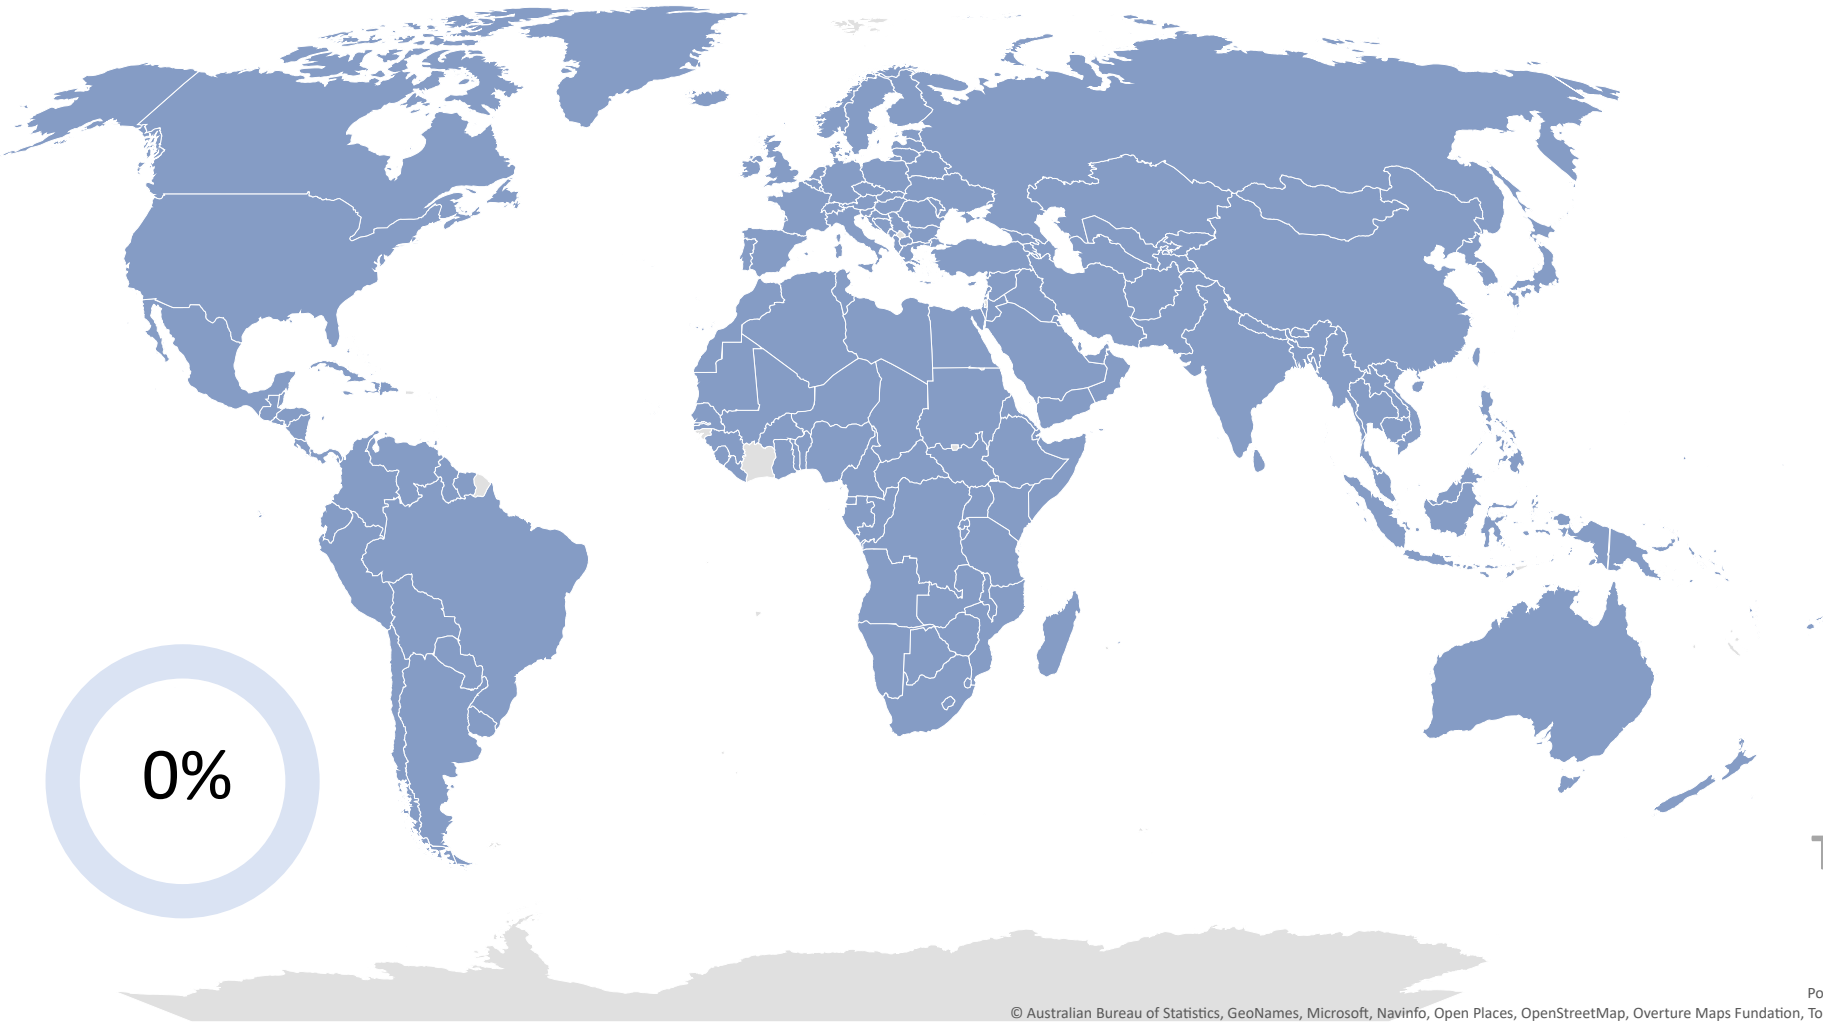 0%
Po
© Australian Bureau of Statistics, GeoNames, Microsoft, Navinfo, Open Places, OpenStreetMap, Overture Maps Fundation, To